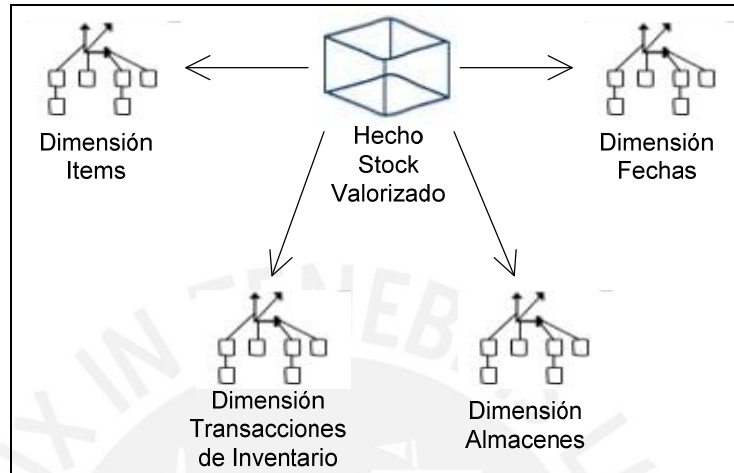 Dimensión
Items
Hecho
Stock
Valorizado
Dimensión
Fechas
Dimensión
Transacciones
de Inventario
Dimensión
Almacenes